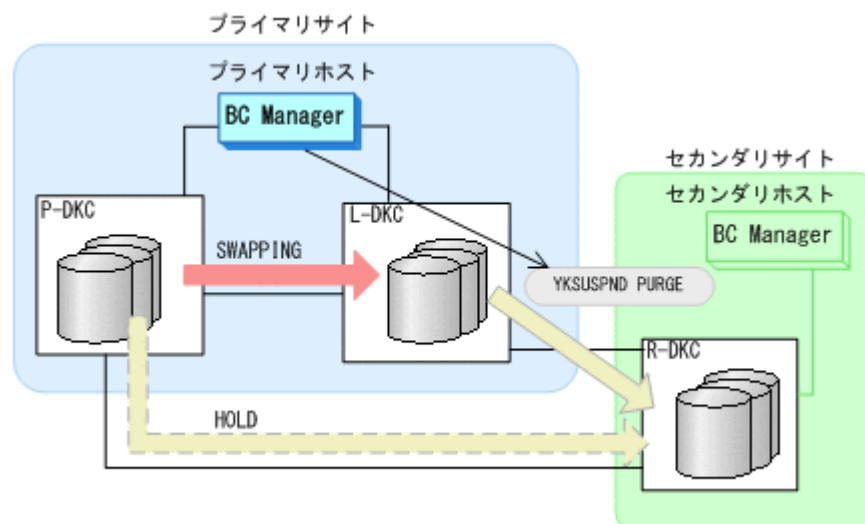 プライマリサイト
プライマリホスト
BC Manager
セカンダリサイト
セカンダリホスト
BC Manager
P-DKC
L-DKC
SWAPPING
YKSUSPND PURGE
R-DKC
HOLD